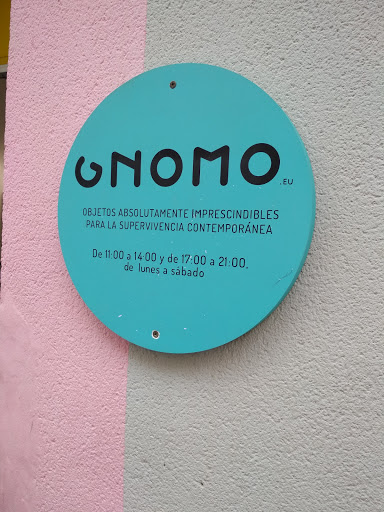 GNOMO.EU
OBJETOS ABSOLUTAMENTE IMPRESCINDIBLES
PARA LA SUPERVIVENCIA CONTEMPORÁNEA
De 11:00 a 14:00 y de 17:00 a 21:00,
de lunes a sábado